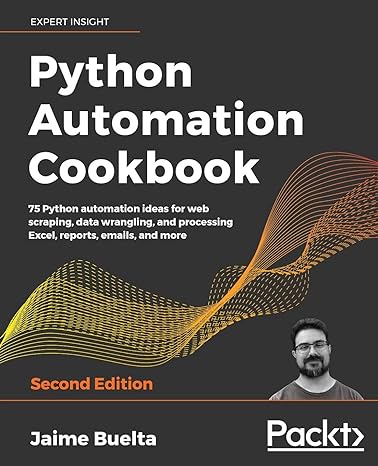 EXPERT INSIGHT
Python
Automation
Cookbook
75 Python automation ideas for web
scraping, data wrangling, and processing
Excel, reports, emails, and more
Second Edition
Jaime Buelta
Packt>